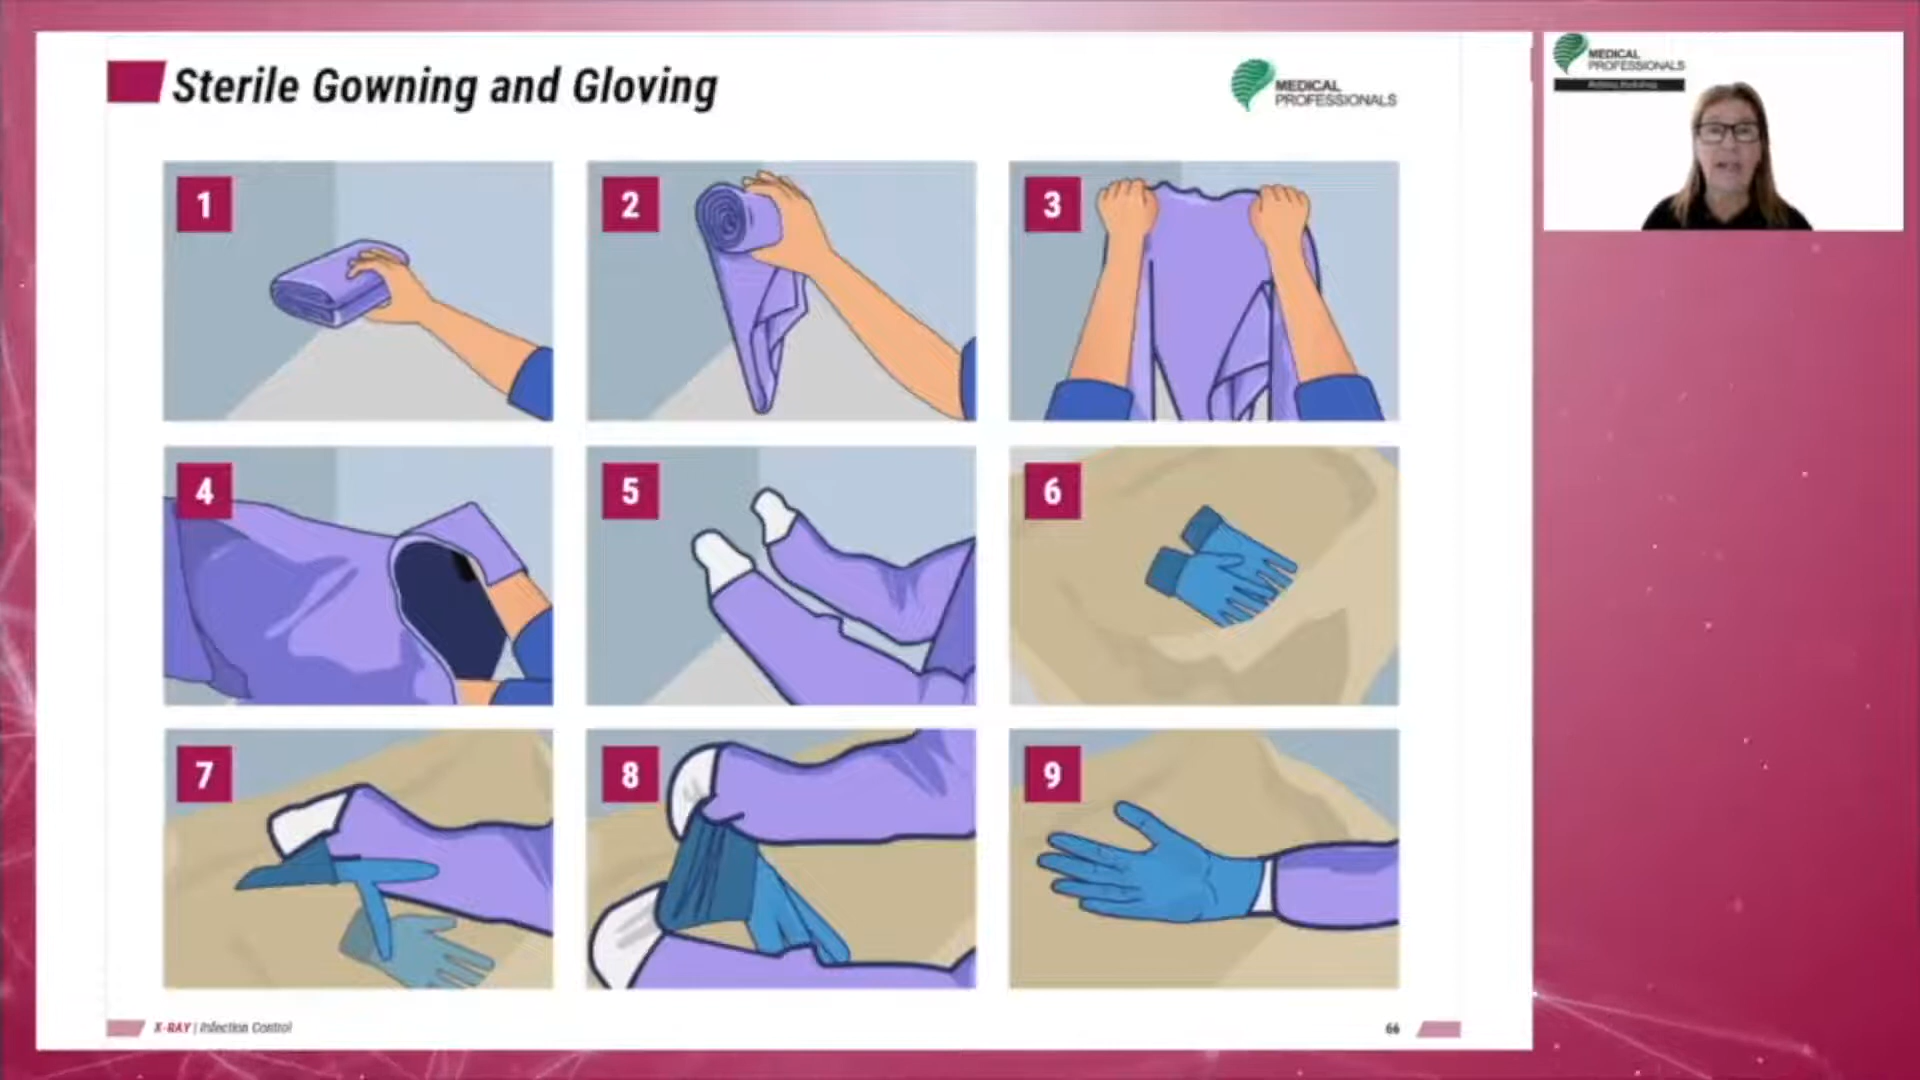 Sterile Gowning and Gloving
MEDICAL
PROFESSIONALS
1
2
3
4
5
6
7
8
9
X-RAY | Infection Control
66
MEDICAL
PROFESSIONALS